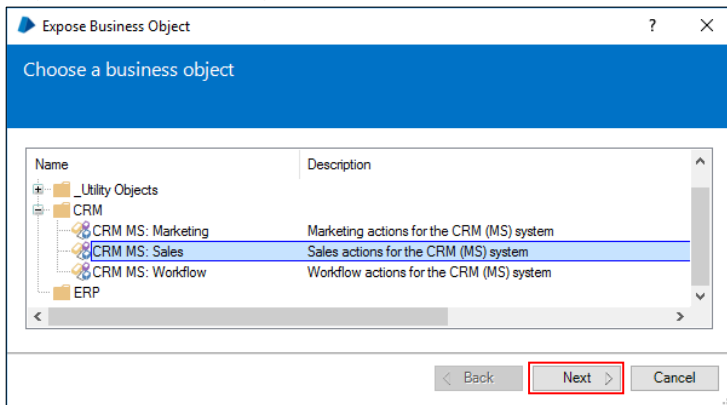 Expose Business Object
Choose a business object
Name Description
_Utility Objects
CRM
CRM MS: Marketing Marketing actions for the CRM (MS) system
CRM MS: Sales Sales actions for the CRM (MS) system
CRM MS: Workflow Workflow actions for the CRM (MS) system
ERP
Back Next Cancel